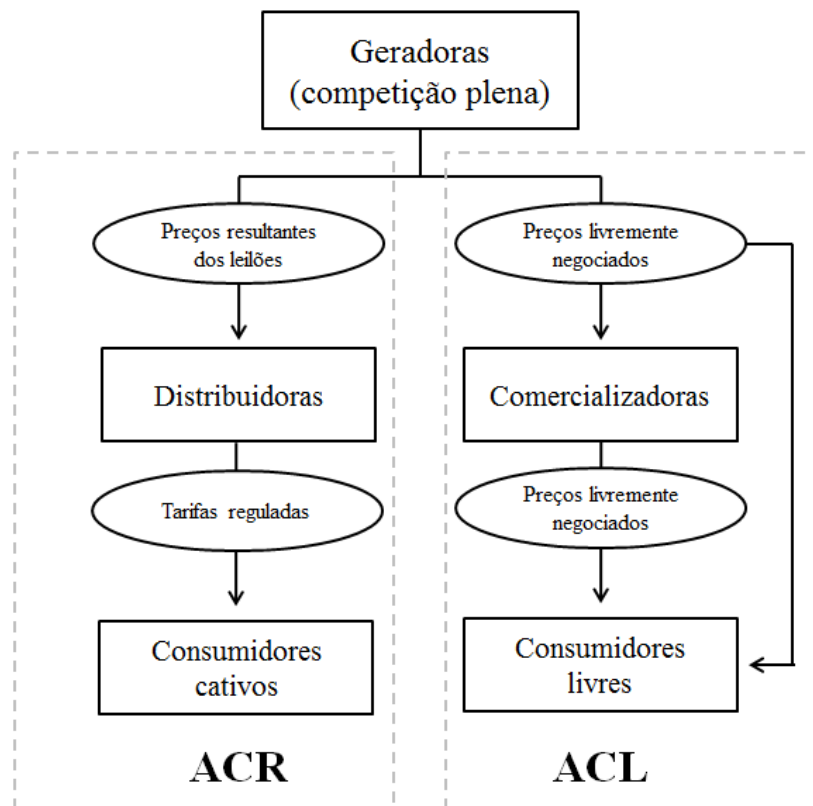 Geradoras
(competição plena)
Preços resultantes
dos leilões
Preços livremente
negociados
Distribuidoras
Comercializadoras
Tarifas reguladas
Preços livremente
negociados
Consumidores
cativos
Consumidores
livres
ACR
ACL